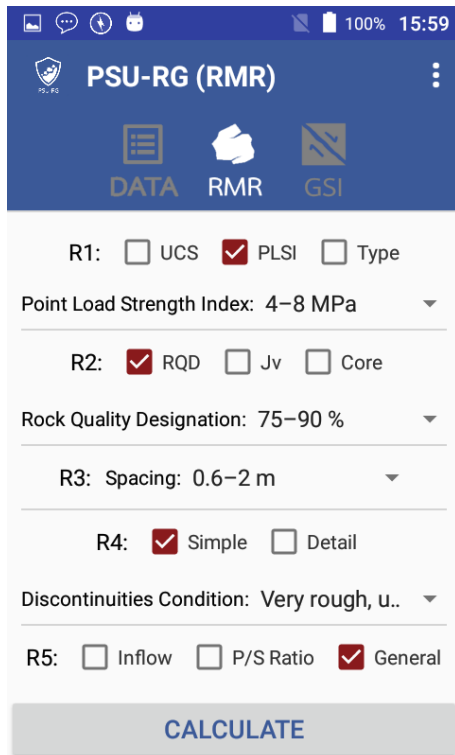 100% 15:59
PSU-RG (RMR)
PSU-RG
DATA RMR GSI
R1: UCS PLSI Type
Point Load Strength Index: 4–8 MPa
R2: RQD Jv Core
Rock Quality Designation: 75–90 %
R3: Spacing: 0.6–2 m
R4: Simple Detail
Discontinuities Condition: Very rough, u..
R5: Inflow P/S Ratio General
CALCULATE